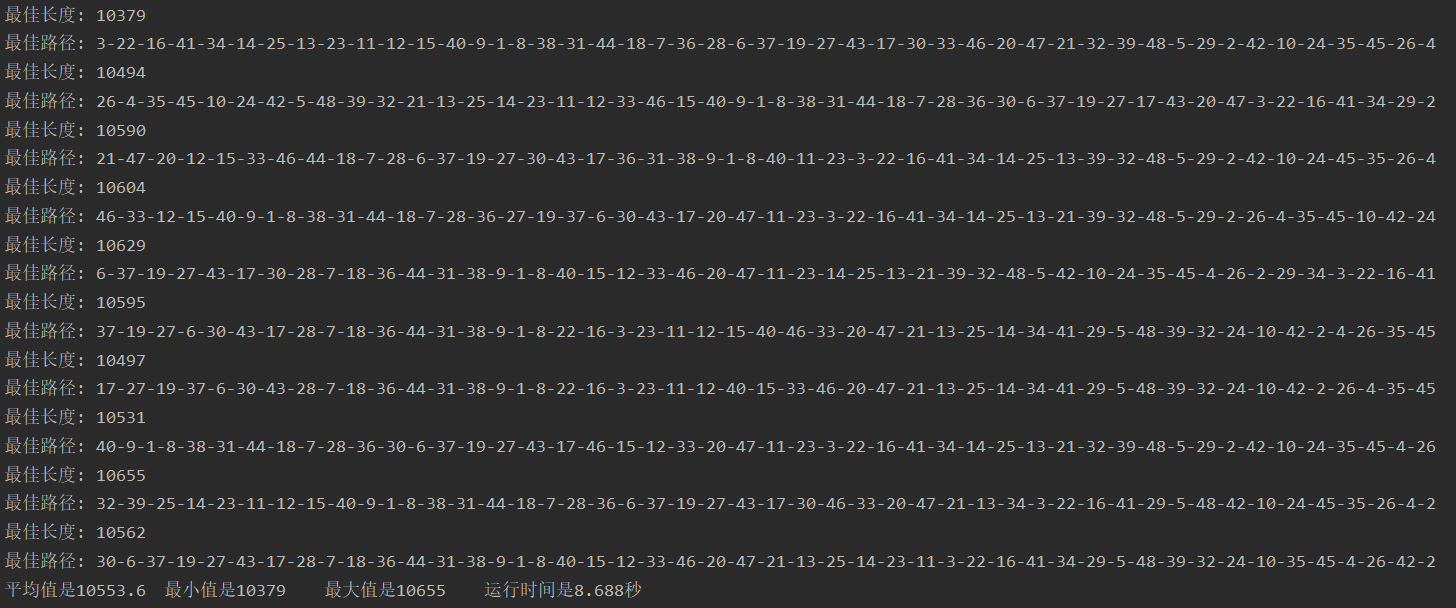 最佳长度: 10379
最佳路径: 3-22-16-41-34-14-25-13-23-11-12-15-40-9-1-8-38-31-44-18-7-36-28-6-37-19-27-43-17-30-33-46-20-47-21-32-39-48-5-29-2-42-10-24-35-45-26-4
最佳长度: 10494
最佳路径: 26-4-35-45-10-24-42-5-48-39-32-21-13-25-14-23-11-12-33-46-15-40-9-1-8-38-31-44-18-7-28-36-30-6-37-19-27-17-43-20-47-3-22-16-41-34-29-2
最佳长度: 10590
最佳路径: 21-47-20-12-15-33-46-44-18-7-28-6-37-19-27-30-43-17-36-31-38-9-1-8-40-11-23-3-22-16-41-34-14-25-13-39-32-48-5-29-2-42-10-24-45-35-26-4
最佳长度: 10604
最佳路径: 46-33-12-15-40-9-1-8-38-31-44-18-7-28-36-27-19-37-6-30-43-17-20-47-11-23-3-22-16-41-34-14-25-13-21-39-32-48-5-29-2-26-4-35-45-10-42-24
最佳长度: 10629
最佳路径: 6-37-19-27-43-17-30-28-7-18-36-44-31-38-9-1-8-40-15-12-33-46-20-47-11-23-14-25-13-21-39-32-48-5-42-10-24-35-45-4-26-2-29-34-3-22-16-41
最佳长度: 10595
最佳路径: 37-19-27-6-30-43-17-28-7-18-36-44-31-38-9-1-8-22-16-3-23-11-12-15-40-46-33-20-47-21-13-25-14-34-41-29-5-48-39-32-24-10-42-2-4-26-35-45
最佳长度: 10497
最佳路径: 17-27-19-37-6-30-43-28-7-18-36-44-31-38-9-1-8-22-16-3-23-11-12-40-15-33-46-20-47-21-13-25-14-34-41-29-5-48-39-32-24-10-42-2-26-4-35-45
最佳长度: 10531
最佳路径: 40-9-1-8-38-31-44-18-7-28-36-30-6-37-19-27-43-17-46-15-12-33-20-47-11-23-3-22-16-41-34-14-25-13-21-32-39-48-5-29-2-42-10-24-35-45-4-26
最佳长度: 10655
最佳路径: 32-39-25-14-23-11-12-15-40-9-1-8-38-31-44-18-7-28-36-6-37-19-27-43-17-30-46-33-20-47-21-13-34-3-22-16-41-29-5-48-42-10-24-45-35-26-4-2
最佳长度: 10562
最佳路径: 30-6-37-19-27-43-17-28-7-18-36-44-31-38-9-1-8-40-15-12-33-46-20-47-21-13-25-14-23-11-3-22-16-41-34-29-5-48-39-32-24-10-35-45-4-26-42-2
平均值是10553.6 最小值是10379 最大值是10655 运行时间是8.688秒